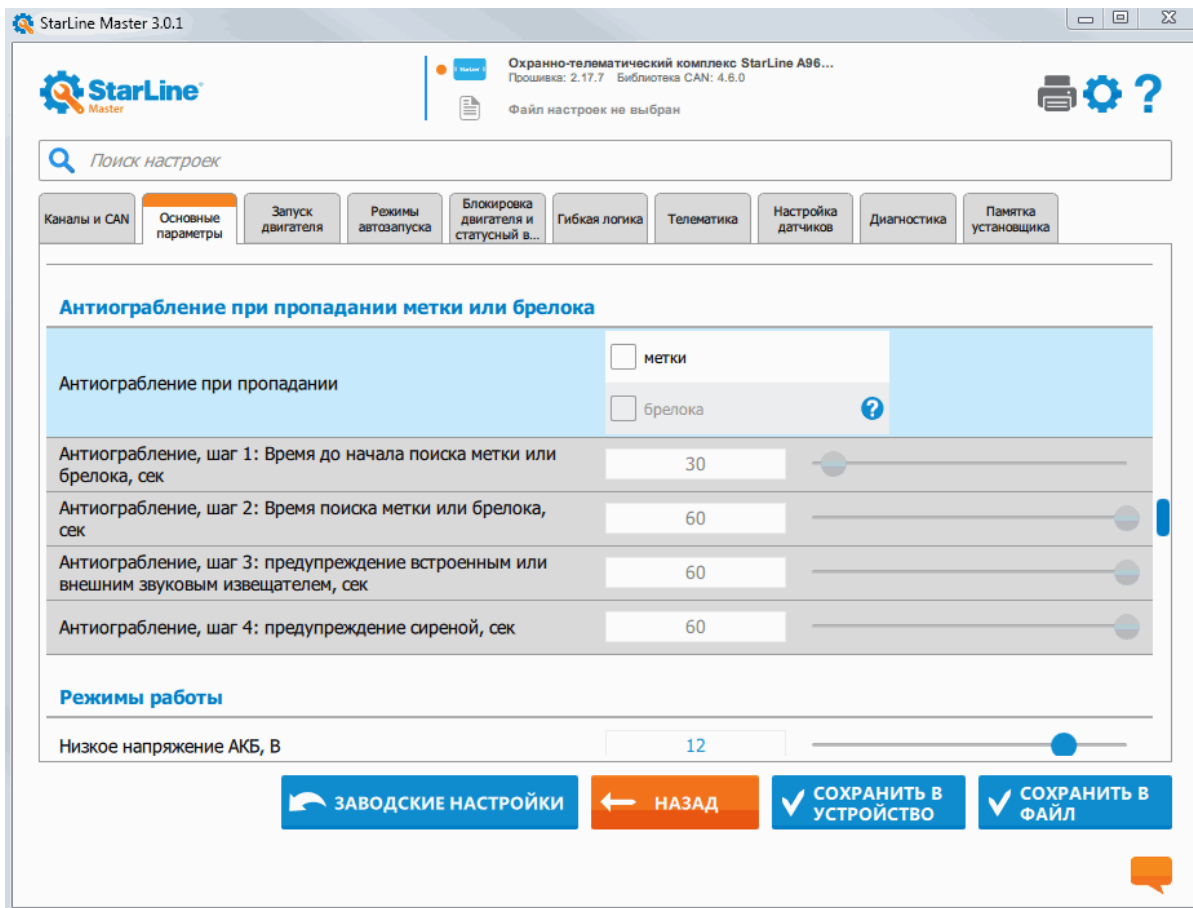 StarLine Master 3.0.1
StarLine
Master
Охранно-телематический комплекс StarLine A96...
Прошивка: 2.17.7 Библиотека CAN: 4.6.0
Файл настроек не выбран
Поиск настроек
Каналы и CAN
Основные
параметры
Запуск
двигателя
Режимы
автозапуска
Блокировка
двигателя и
статусный в...
Гибкая логика
Телематика
Настройка
датчиков
Диагностика
Памятка
установщика
Антиограбление при пропадании метки или брелока
Антиограбление при пропадании
метки
брелока
Антиограбление, шаг 1: Время до начала поиска метки или
брелока, сек
30
Антиограбление, шаг 2: Время поиска метки или брелока,
сек
60
Антиограбление, шаг 3: предупреждение встроенным или
внешним звуковым извещателем, сек
60
Антиограбление, шаг 4: предупреждение сиреной, сек
60
Режимы работы
Низкое напряжение АКБ, В
12
ЗАВОДСКИЕ НАСТРОЙКИ
НАЗАД
СОХРАНИТЬ В
УСТРОЙСТВО
СОХРАНИТЬ В
ФАЙЛ